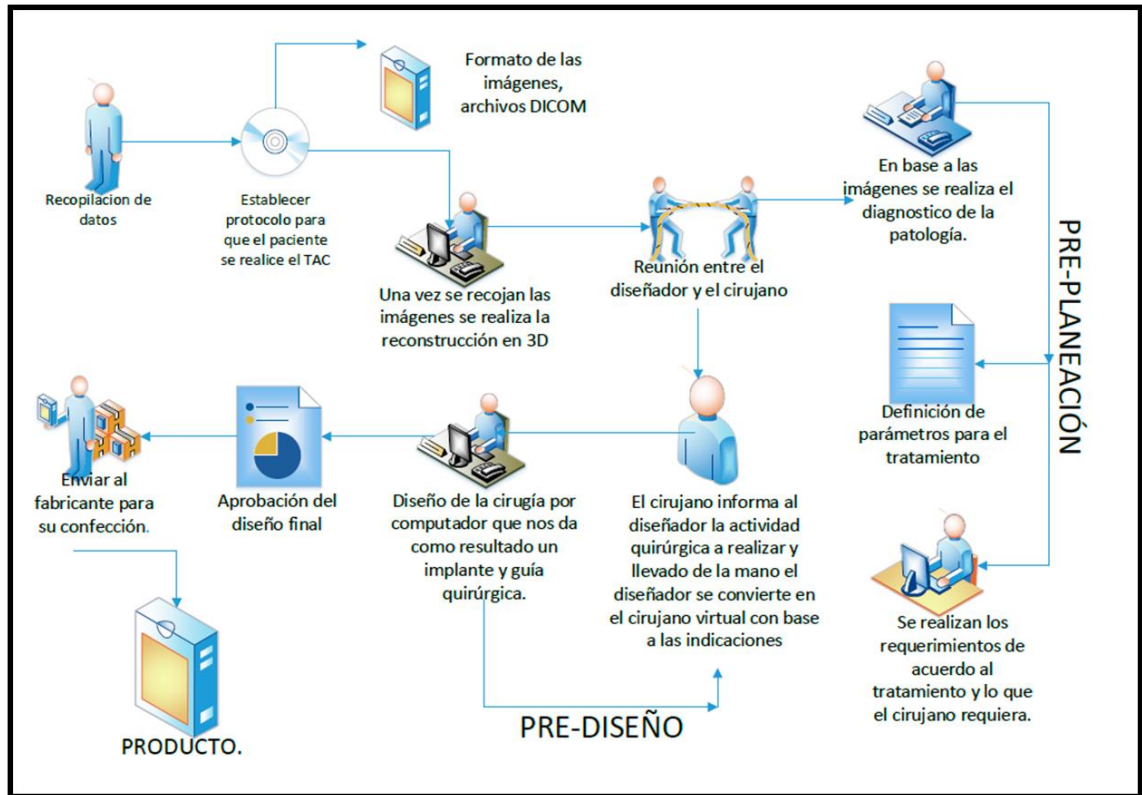 Formato de las
imágenes,
archivos DICOM
Recopilacion de
datos
Establecer
protocolo para
que el paciente
se realice el TAC
Una vez se recojan las
imágenes se realiza la
reconstrucción en 3D
Reunión entre el
diseñador y el cirujano
En base a las
imágenes se realiza el
diagnostico de la
patología.
PRE-PLANEACIÓN
Definición de
parámetros para el
tratamiento
Se realizan los
requerimientos de
acuerdo al
tratamiento y lo que
el cirujano requiera.
El cirujano informa al
diseñador la actividad
quirúrgica a realizar y
llevado de la mano el
diseñador se convierte en
el cirujano virtual con base
a las indicaciones
Diseño de la cirugía por
computador que nos da
como resultado un
implante y guía
quirúrgica.
PRE-DISEÑO
Aprobación del
diseño final
Enviar al
fabricante para
su confección.
PRODUCTO.